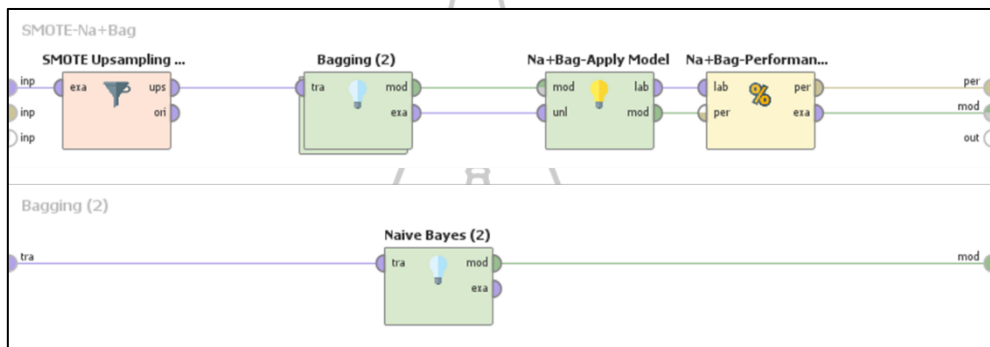 SMOTE-Na+Bag
SMOTE Upsampling ... Bagging (2) Na+Bag-Apply Model Na+Bag-Performan...
inp exa ups tra mod mod lab lab per per
inp ori exa unl mod per exa mod
inp out
Bagging (2)
Naive Bayes (2)
tra tra mod mod
exa